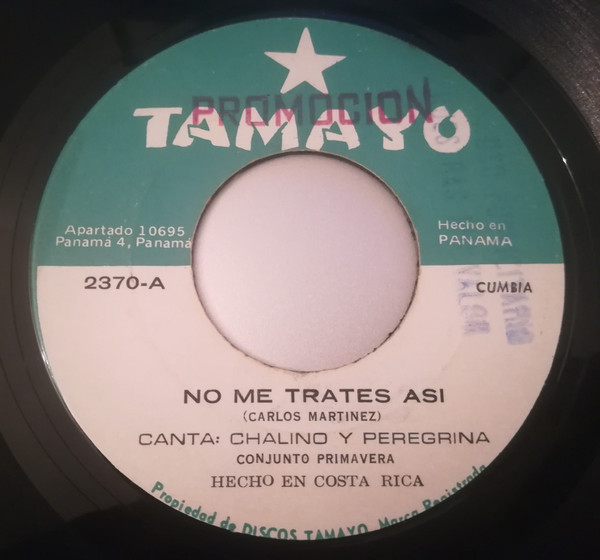 PROMOCION
TAMAYO
Apartado 10695
Panamá 4, Panama
Hecho en
PANAMA
2370-A
CUMBIA
NO ME TRATES ASI
(CARLOS MARTINEZ)
CANTA: CHALINO Y PEREGRINA
CONJUNTO PRIMAVERA
HECHO EN COSTA RICA
Propiedad de DISCOS TAMAYO, Marca Registrada